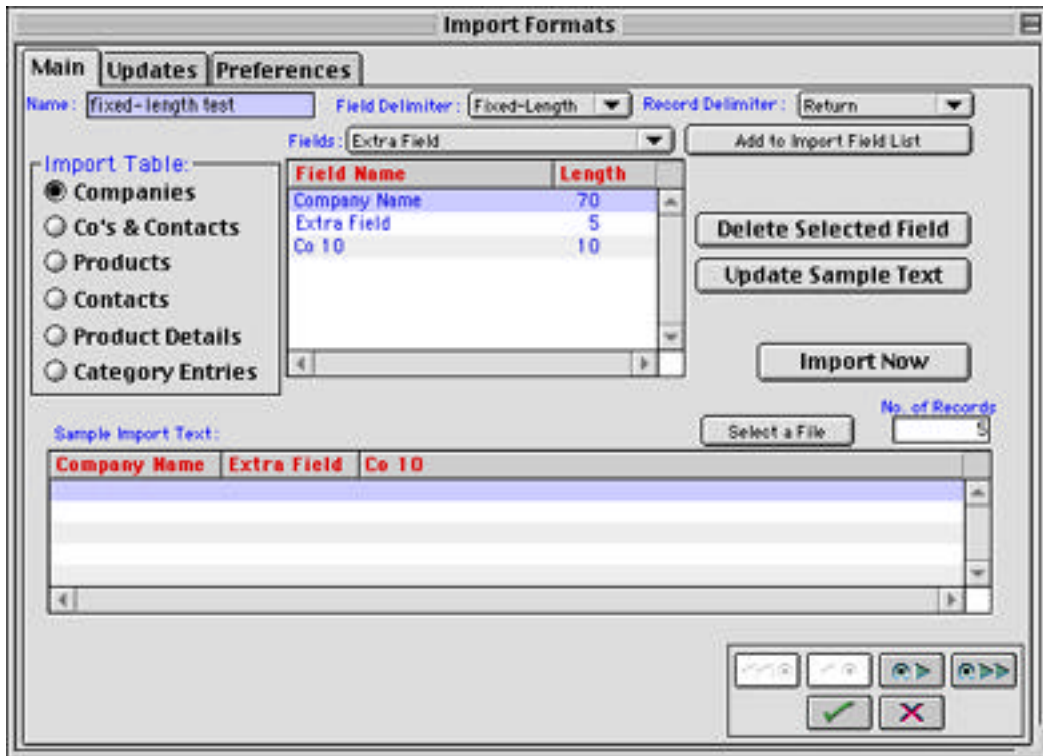 Import Formats
Main Updates Preferences
Name: fixed-length test Field Delimiter: Fixed-Length Record Delimiter: Return
Fields: Extra Field Add to Import Field List
Import Table:
Companies
Co's & Contacts
Products
Contacts
Product Details
Category Entries
Field Name Length
Company Name 70
Extra Field 5
Co 10 10
Delete Selected Field
Update Sample Text
Import Now
No. of Records
Sample Import Text: Select a File 5
Company Name Extra Field Co 10